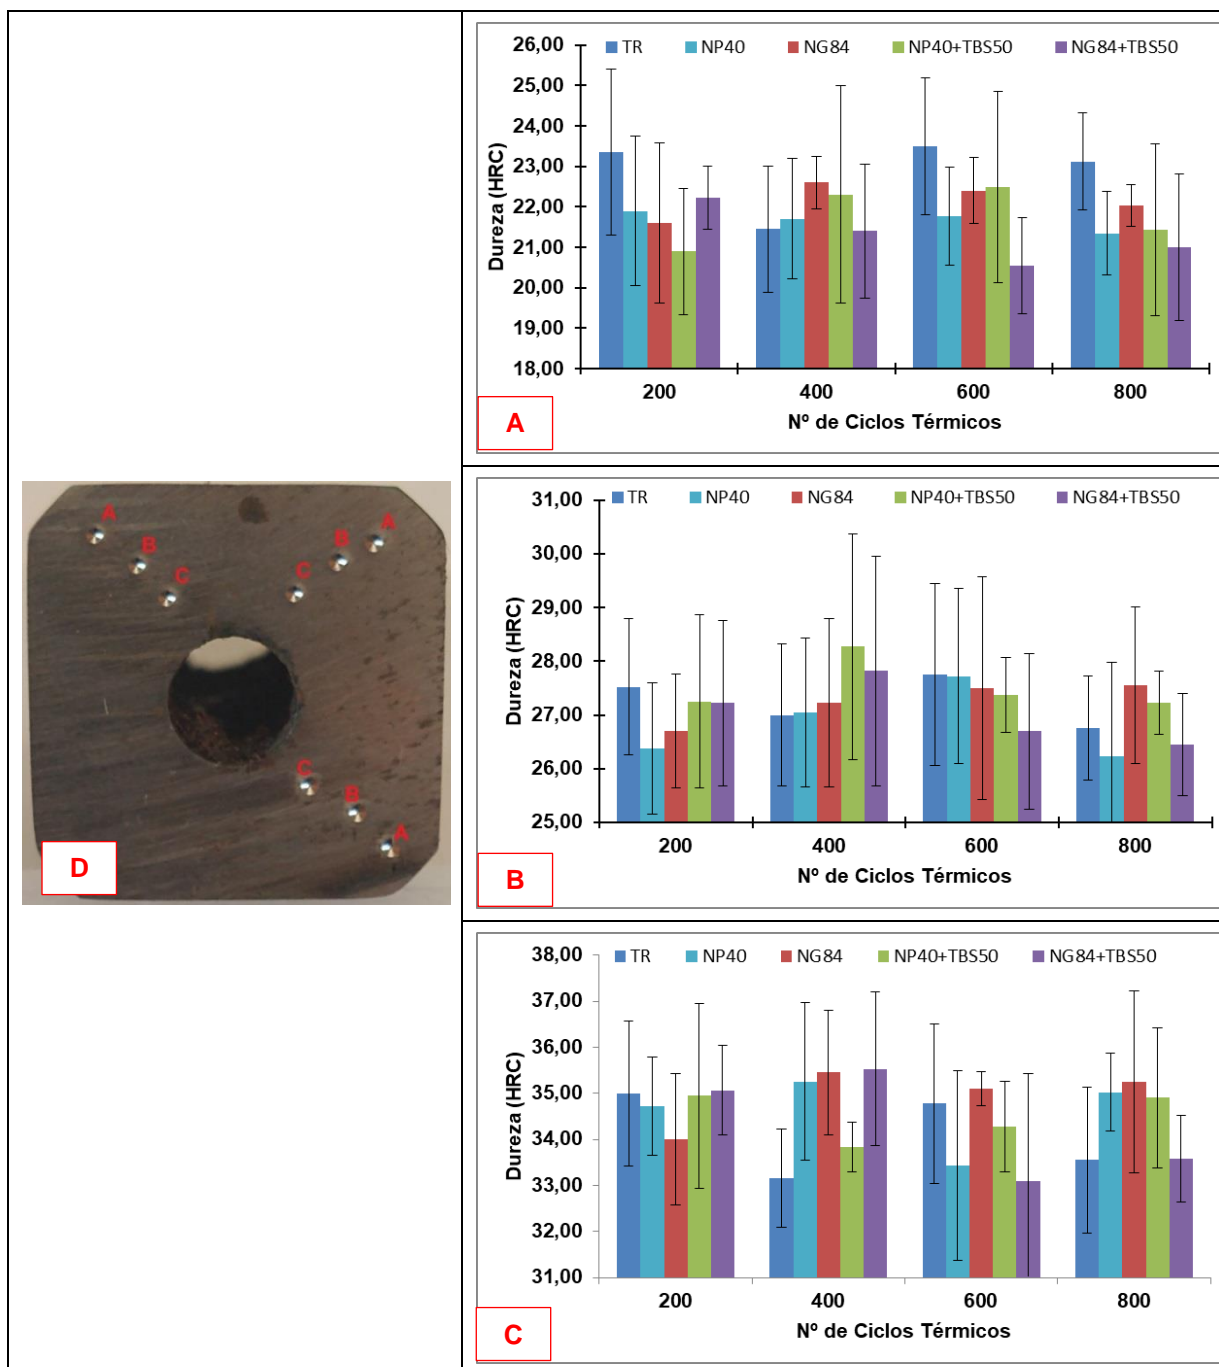 TR NP40 NG84 NP40+TBS50 NG84+TBS50
26,00
25,00
24,00
23,00
22,00
21,00
20,00
19,00
18,00
Dureza (HRC)
200 400 600 800
Nº de Ciclos Térmicos
A
TR NP40 NG84 NP40+TBS50 NG84+TBS50
31,00
30,00
29,00
28,00
27,00
26,00
25,00
Dureza (HRC)
200 400 600 800
Nº de Ciclos Térmicos
B
A
B
C
A
B
C
C
B
A
D
TR NP40 NG84 NP40+TBS50 NG84+TBS50
38,00
37,00
36,00
35,00
34,00
33,00
32,00
31,00
Dureza (HRC)
200 400 600 800
Nº de Ciclos Térmicos
C